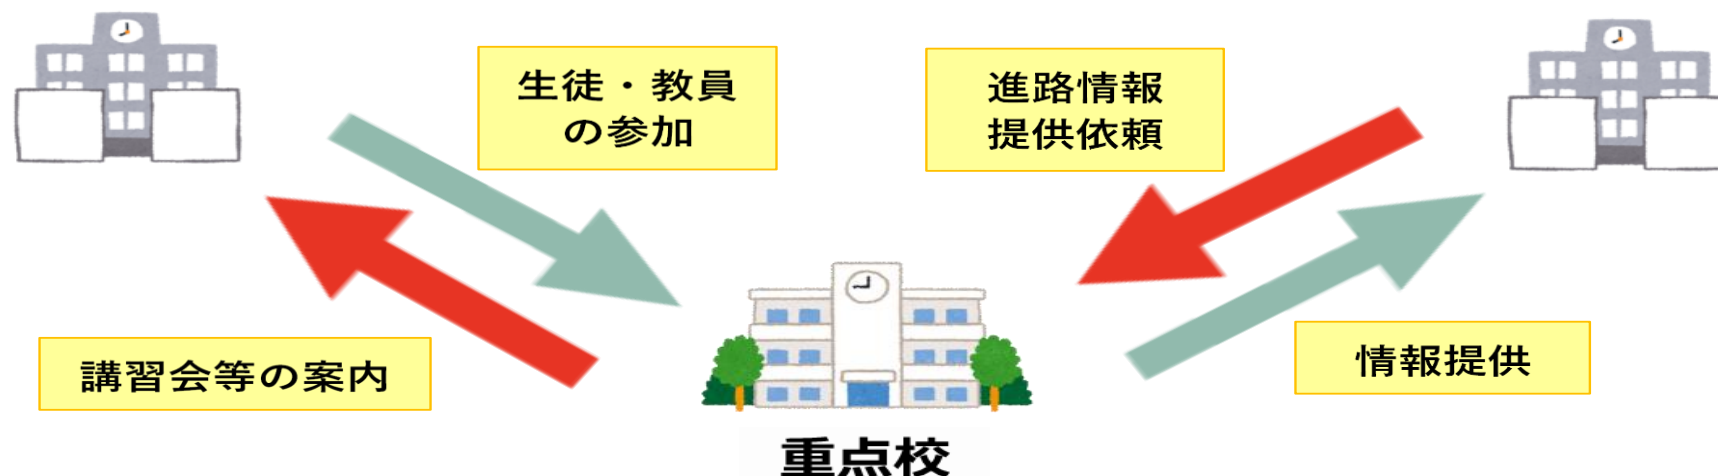 生徒・教員
の参加
進路情報
提供依頼
講習会等の案内
情報提供
重点校